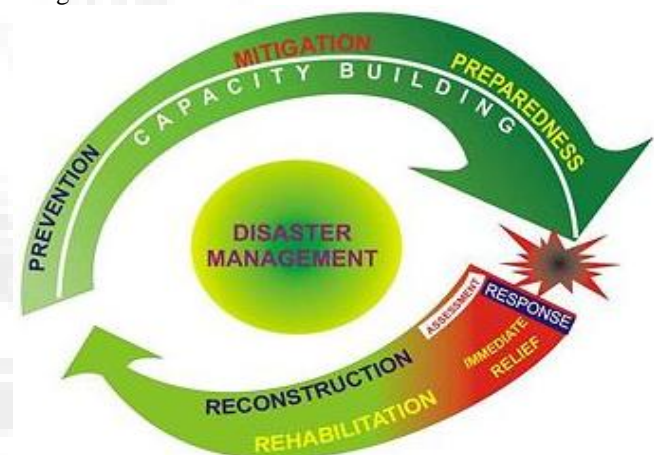 PREVENTION
MITIGATION
PREPAREDNESS
CAPACITY BUILDING
DISASTER
MANAGEMENT
RESPONSE
ASSESSMENT
IMMEDIATE
RELIEF
RECONSTRUCTION
REHABILITATION